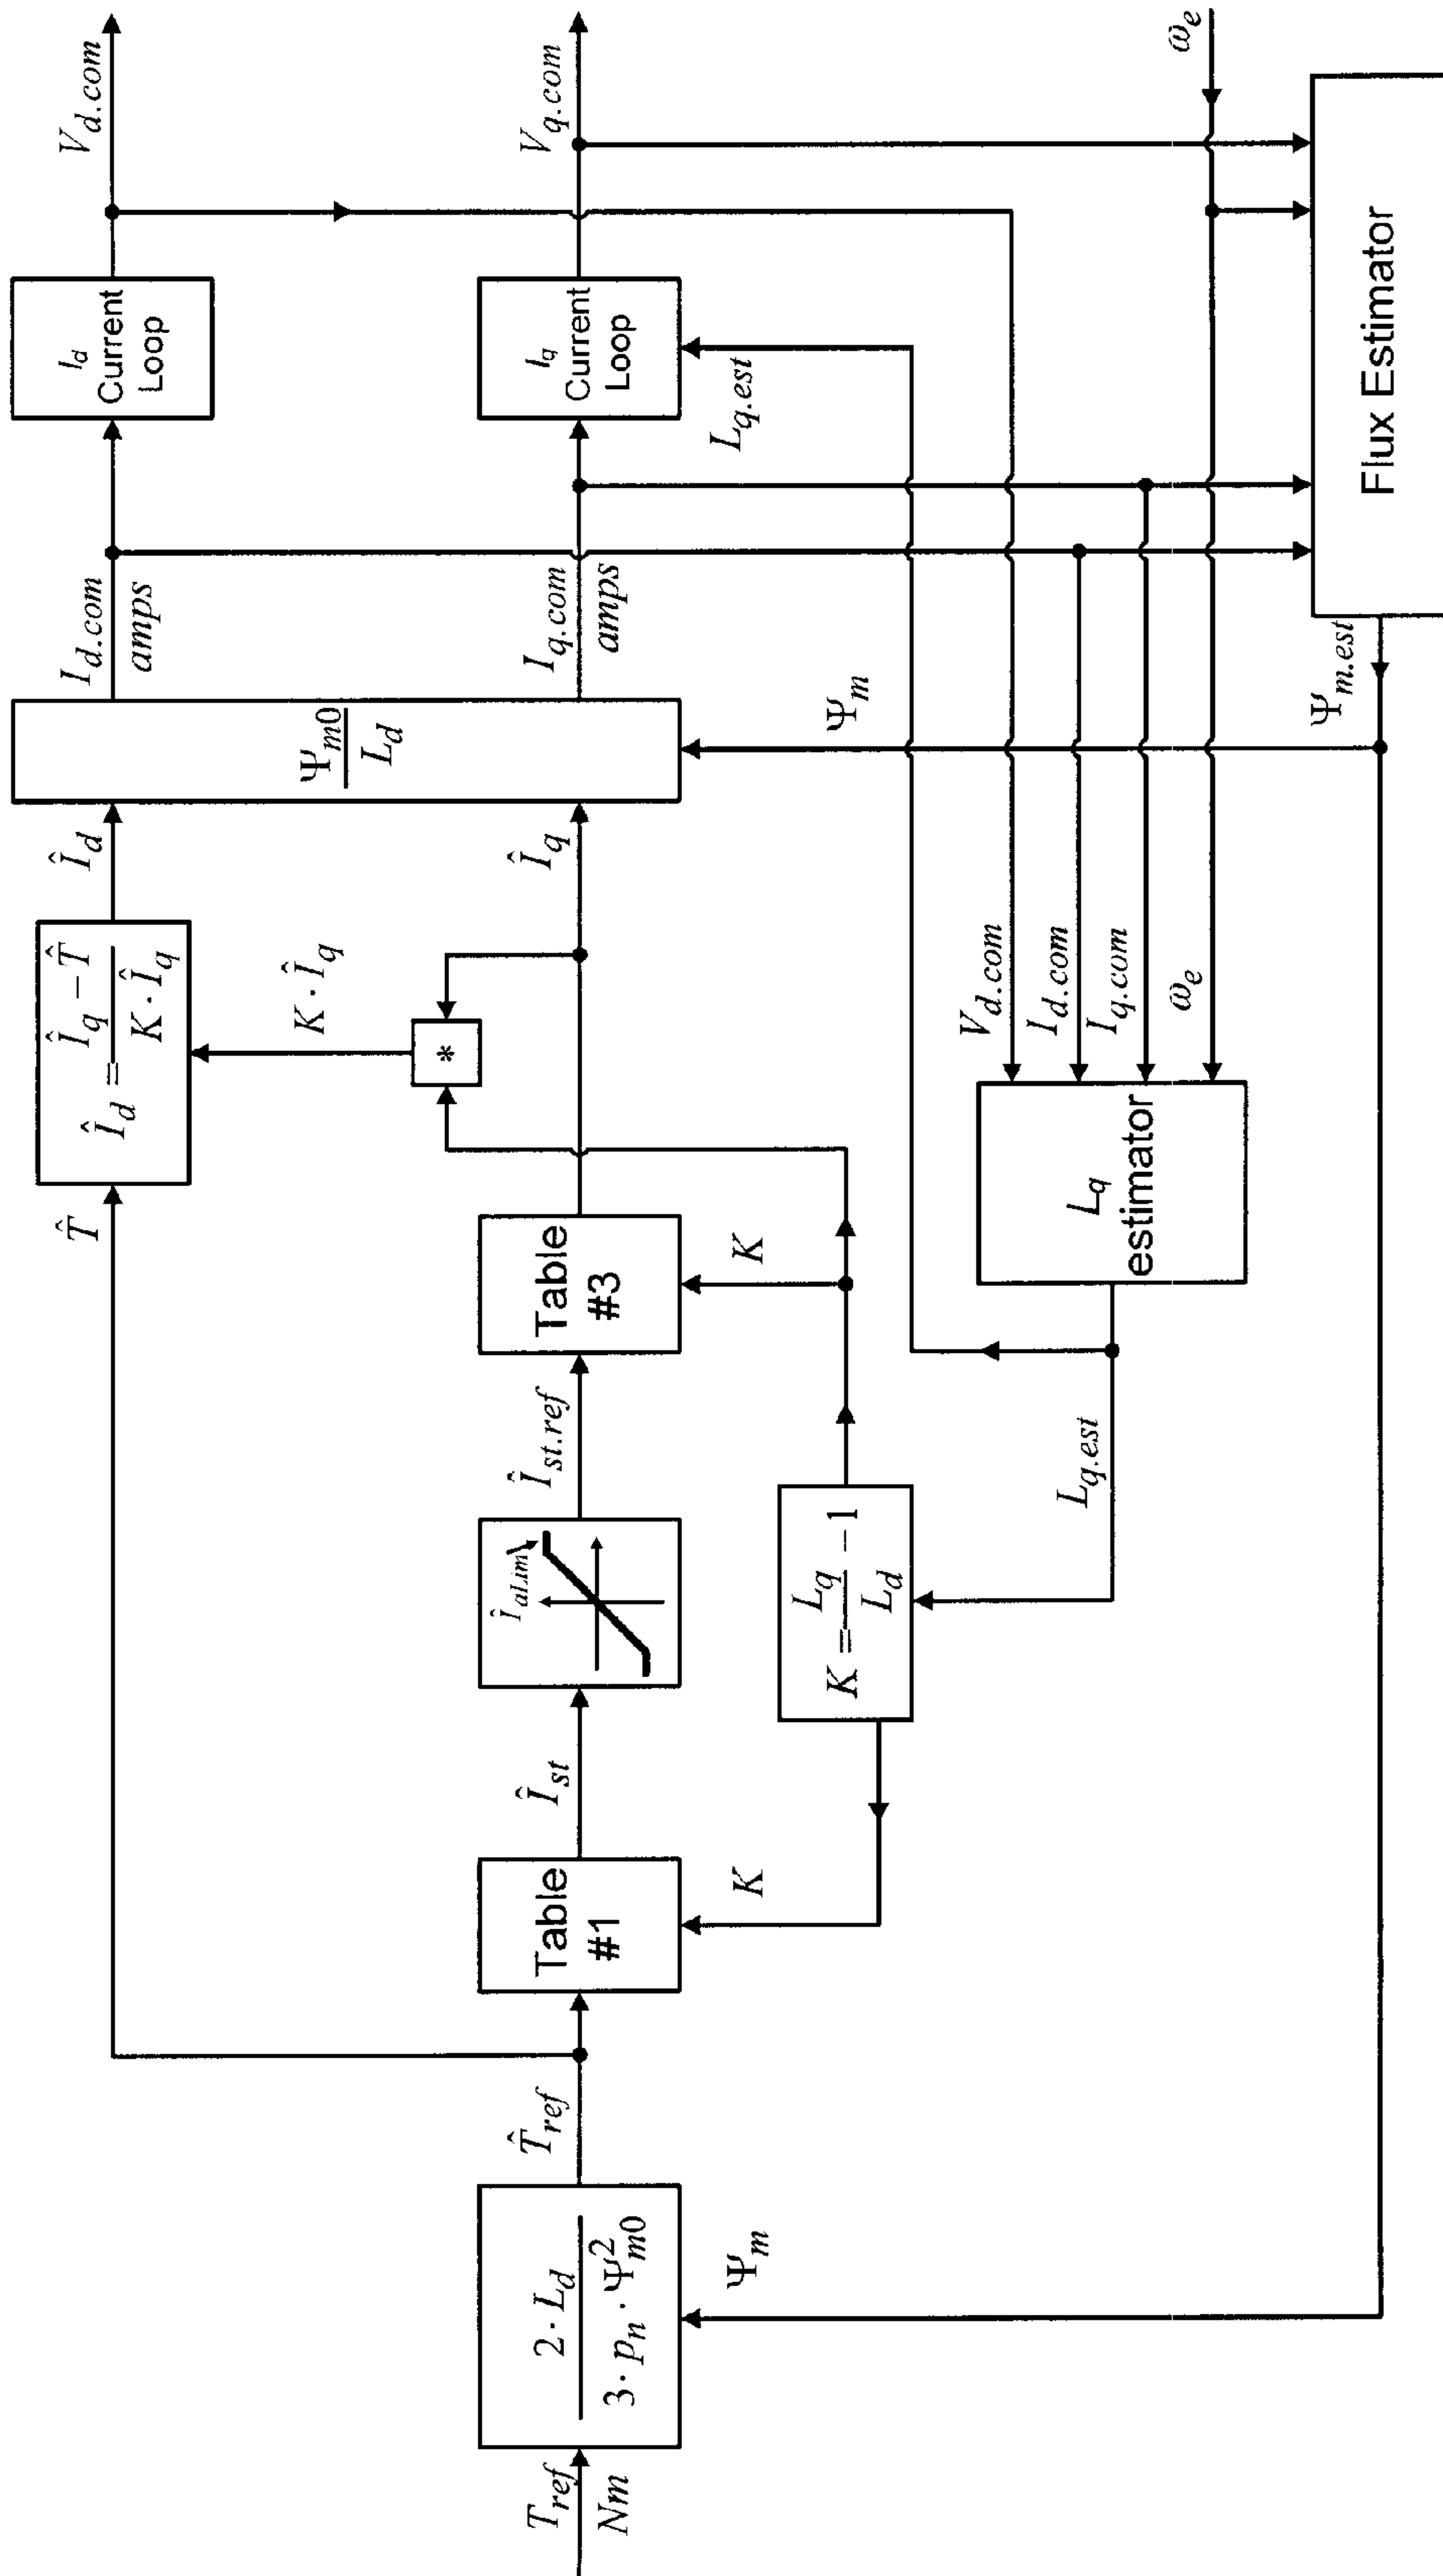 T_ref
Nm
2 · L_d
3 · p_n · Ψ_m0^2
Ψ_m
T̂_ref
T̂
Table
#1
K
Î_st
Î_aLim
Î_st.ref
K = L_q / L_d − 1
Table
#3
K
L_q.est
L_q
estimator
Î_d = (Î_q − T̂) / (K · Î_q)
K · Î_q
*
V_d.com
I_d.com
I_q.com
ω_e
Î_d
Î_q
Ψ_m0
L_d
Ψ_m
I_d.com
amps
I_q.com
amps
Ψ_m.est
L_q.est
I_d
Current
Loop
I_q
Current
Loop
Flux Estimator
V_d.com
V_q.com
ω_e